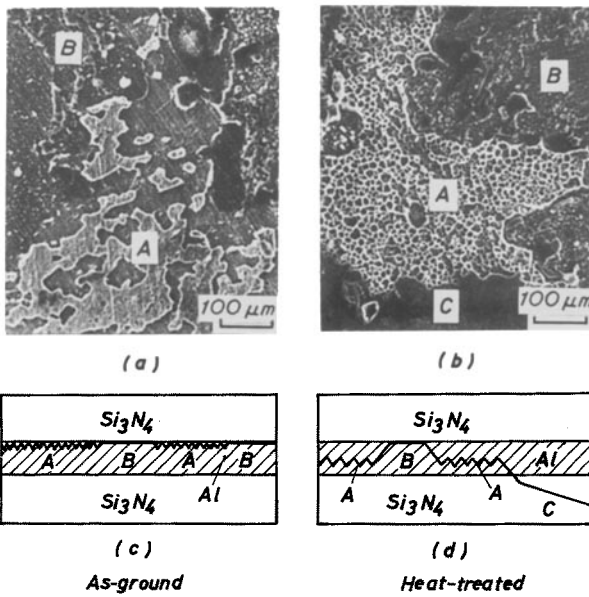 B
A
100 µm
B
A
C
100 µm
(a)
(b)
Si3N4
A B A B
Al
Si3N4
(c)
As-ground
Si3N4
B Al
A A
Si3N4 C
(d)
Heat-treated